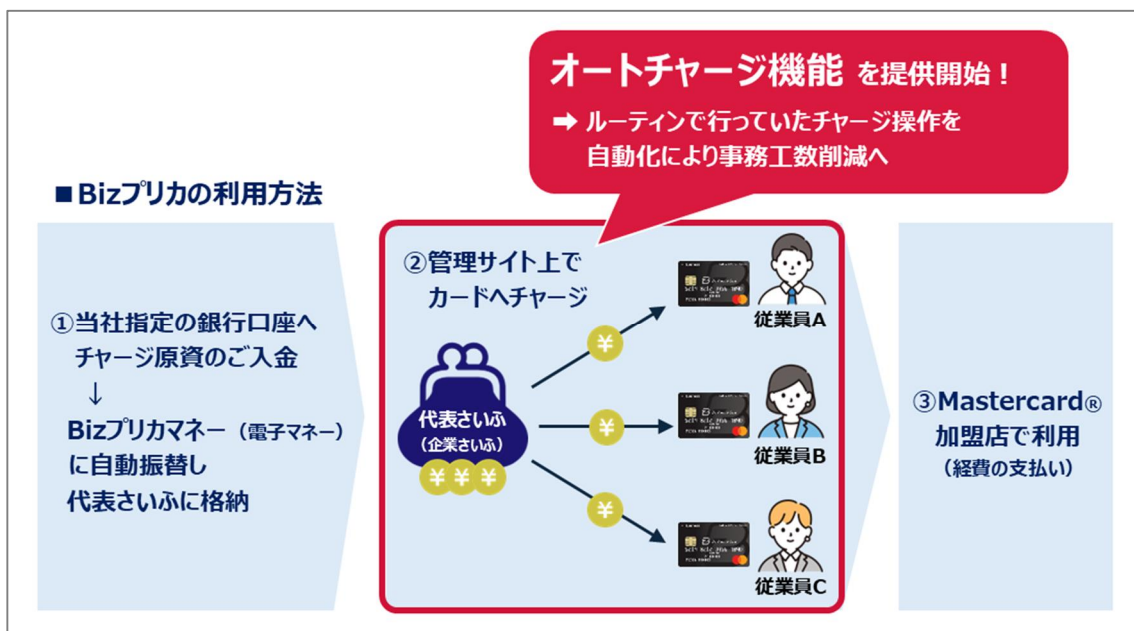 オートチャージ機能 を提供開始！
➡ ルーティンで行っていたチャージ操作を
自動化により事務工数削減へ
■Bizプリカの利用方法
①当社指定の銀行口座へ
チャージ原資のご入金
↓
Bizプリカマネー（電子マネー）
に自動振替し
代表さいふに格納
②管理サイト上で
カードへチャージ
代表さいふ
（企業さいふ）
¥ ¥ ¥
¥
¥
¥
従業員A
従業員B
従業員C
③Mastercard®
加盟店で利用
（経費の支払い）